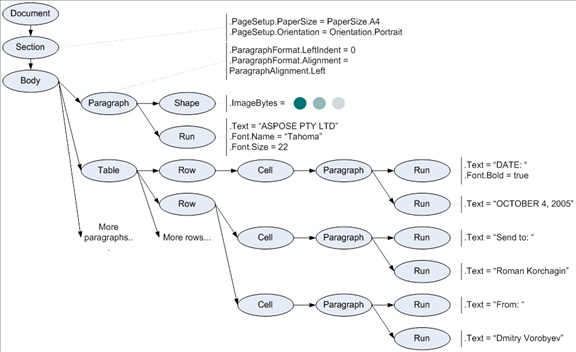 Document
.PageSetup.PaperSize = PaperSize.A4
.PageSetup.Orientation = Orientation.Portrait
Section
.ParagraphFormat.LeftIndent = 0
.ParagraphFormat.Alignment =
ParagraphAlignment.Left
Body
Paragraph
Shape
.ImageBytes =
Run
.Text = “ASPOSE PTY LTD”
.Font.Name = “Tahoma”
.Font.Size = 22
Table
Row
Cell
Paragraph
Run
.Text = “DATE: “
.Font.Bold = true
Row
Run
.Text = “OCTOBER 4, 2005”
More
paragraphs..
.
More rows...
Cell
Paragraph
Run
.Text = “Send to: “
Run
.Text = “Roman Korchagin”
Cell
Paragraph
Run
.Text = “From: “
Run
.Text = “Dmitry Vorobyev”